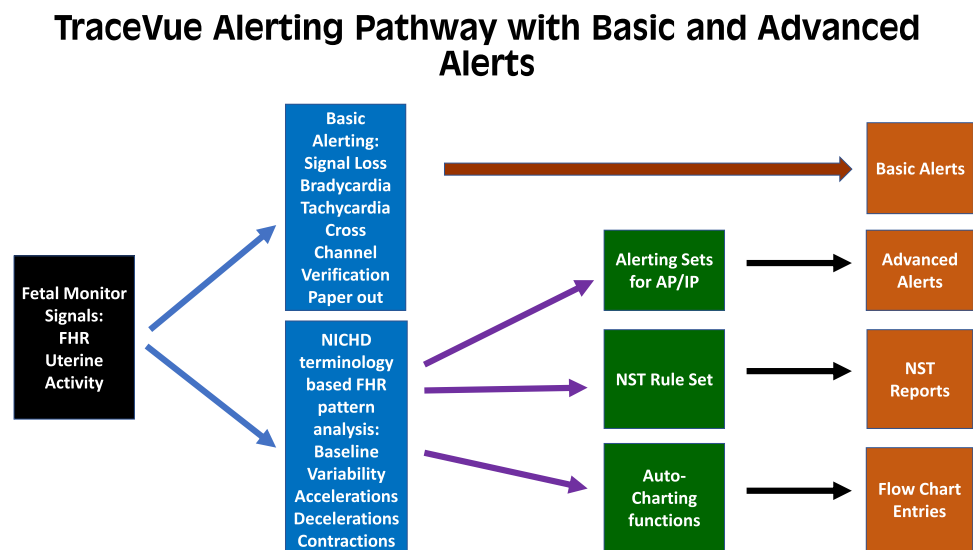 TraceVue Alerting Pathway with Basic and Advanced
Alerts
Basic
Alerting:
Signal Loss
Bradycardia
Tachycardia
Cross
Channel
Verification
Paper out
Basic Alerts
Fetal Monitor
Signals:
FHR
Uterine
Activity
Alerting Sets
for AP/IP
Advanced
Alerts
NICHD
terminology
based FHR
pattern
analysis:
Baseline
Variability
Accelerations
Decelerations
Contractions
NST Rule Set
NST
Reports
Auto-
Charting
functions
Flow Chart
Entries